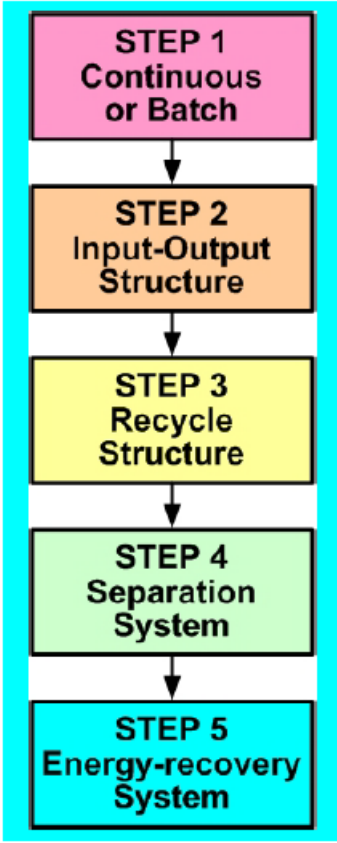 STEP 1
Continuous
or Batch
STEP 2
Input-Output
Structure
STEP 3
Recycle
Structure
STEP 4
Separation
System
STEP 5
Energy-recovery
System